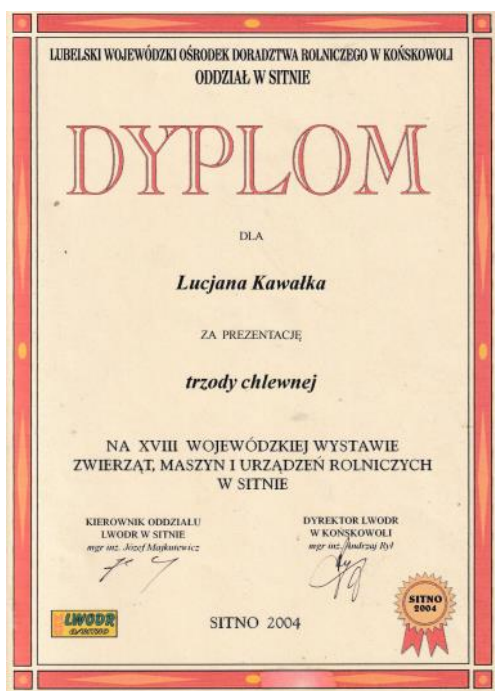 LUBELSKI WOJEWÓDZKI OŚRODEK DORADZTWA ROLNICZEGO W KOŃSKOWOLI
ODDZIAŁ W SITNIE
DYPLOM
DLA
Lucjana Kawałka
ZA PREZENTACJĘ
trzody chlewnej
NA XVIII WOJEWÓDZKIEJ WYSTAWIE
ZWIERZĄT, MASZYN I URZĄDZEŃ ROLNICZYCH
W SITNIE
KIEROWNIK ODDZIAŁU
LWODR W SITNIE
mgr inż. Józef
DYREKTOR LWODR
W KOŃSKOWOLI
mgr inż. Andrzej Rył
SITNO
2004
LWODR
SITNO 2004